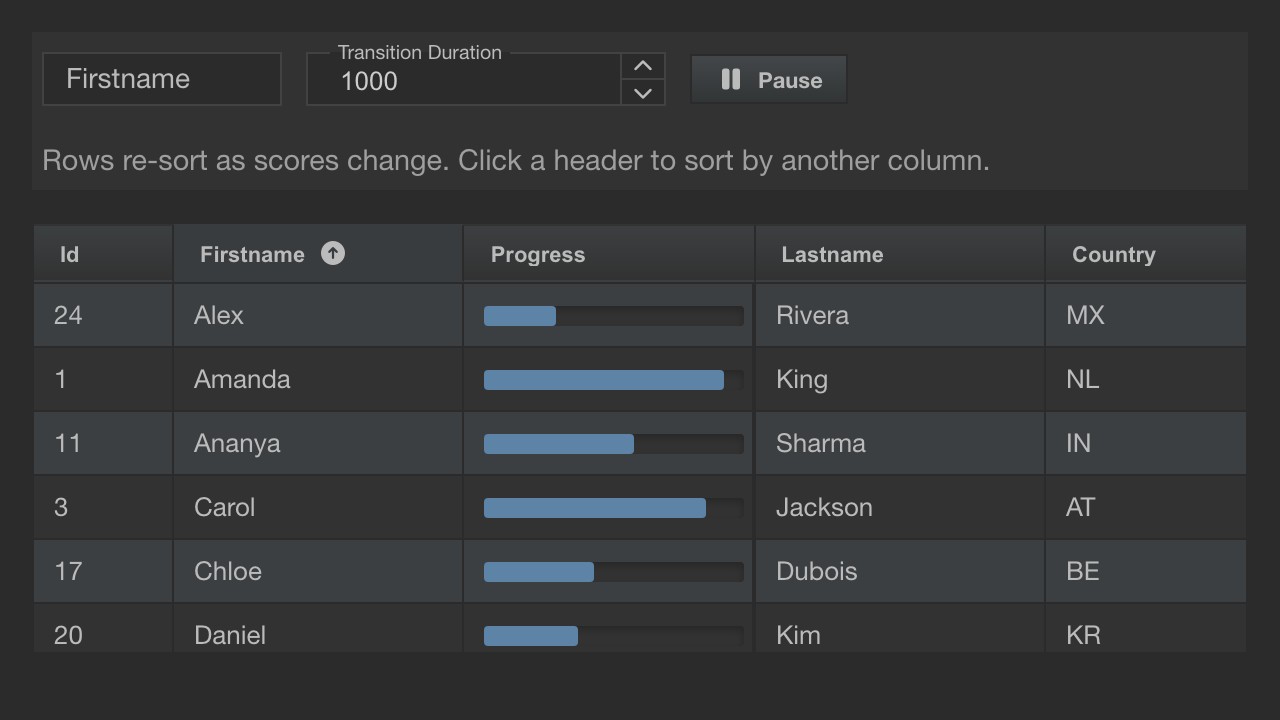 Firstname
Transition Duration
1000
Pause
Rows re-sort as scores change. Click a header to sort by another column.
Id Firstname Progress Lastname Country
24 Alex Rivera MX
1 Amanda King NL
11 Ananya Sharma IN
3 Carol Jackson AT
17 Chloe Dubois BE
20 Daniel Kim KR